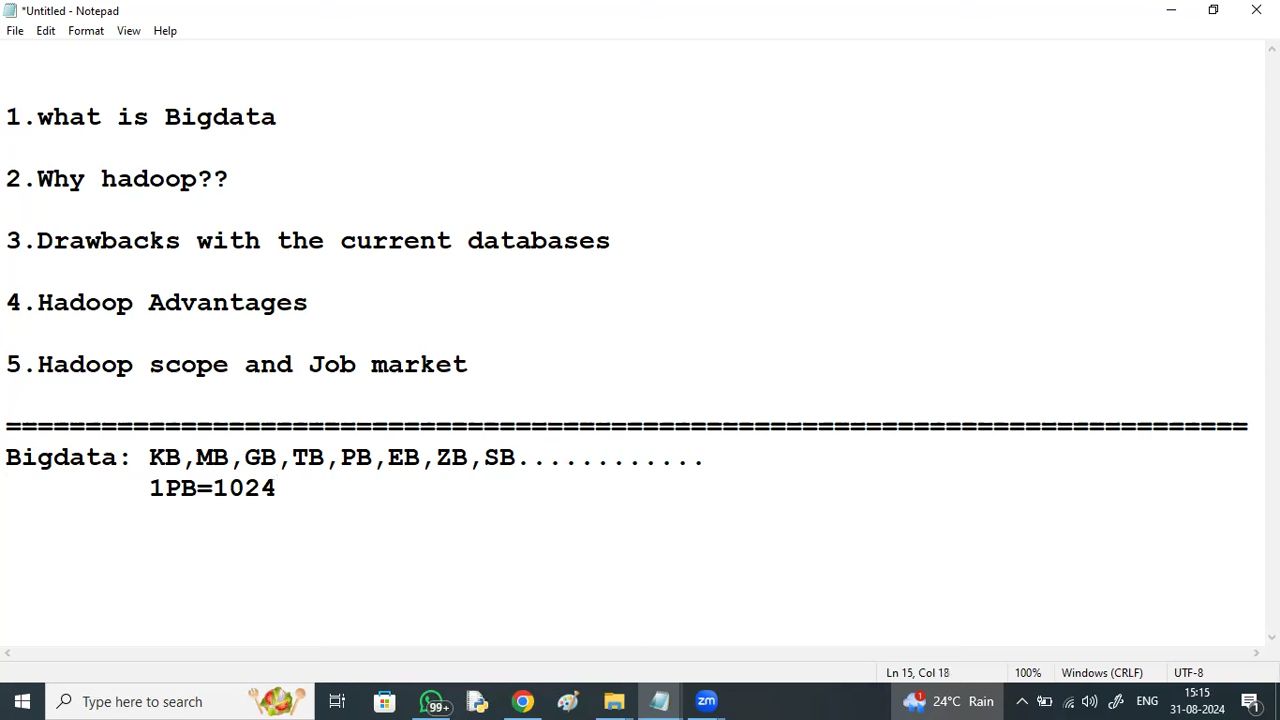 *Untitled - Notepad
File Edit Format View Help
1.what is Bigdata
2.Why hadoop??
3.Drawbacks with the current databases
4.Hadoop Advantages
5.Hadoop scope and Job market
==============================================================================
Bigdata: KB,MB,GB,TB,PB,EB,ZB,SB............
1PB=1024
Ln 15, Col 18 100% Windows (CRLF) UTF-8
Type here to search 99+ zm 1 24°C Rain ENG 15:15 31-08-2024 1